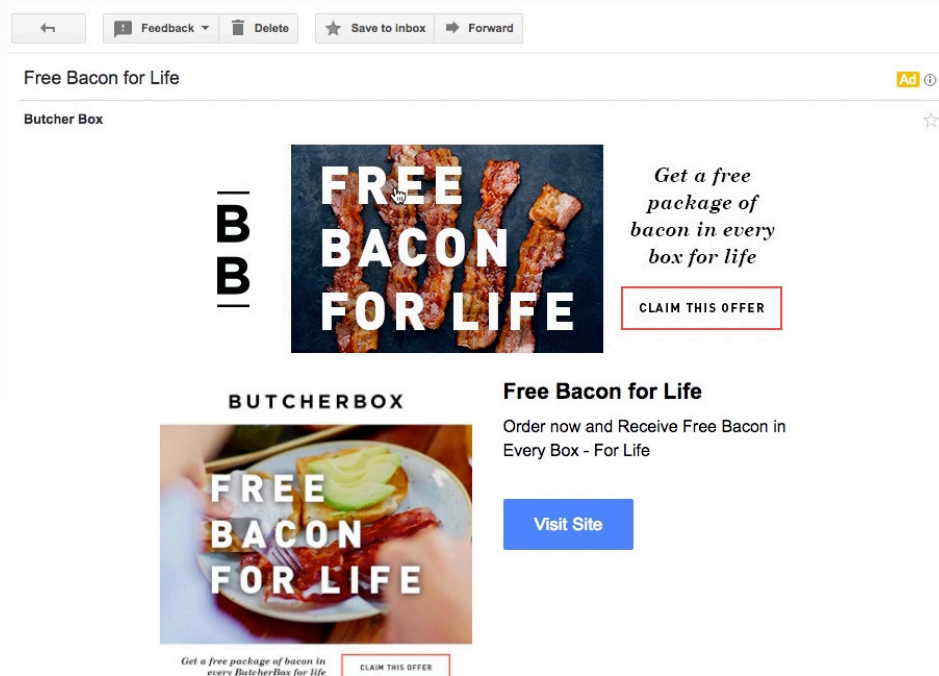 Feedback
Delete
Save to inbox
Forward
Free Bacon for Life
Ad
Butcher Box
B
B
FREE
BACON
FOR LIFE
Get a free
package of
bacon in every
box for life
CLAIM THIS OFFER
BUTCHERBOX
FREE
BACON
FOR LIFE
Get a free package of bacon in
every ButcherBox for life
CLAIM THIS OFFER
Free Bacon for Life
Order now and Receive Free Bacon in
Every Box - For Life
Visit Site